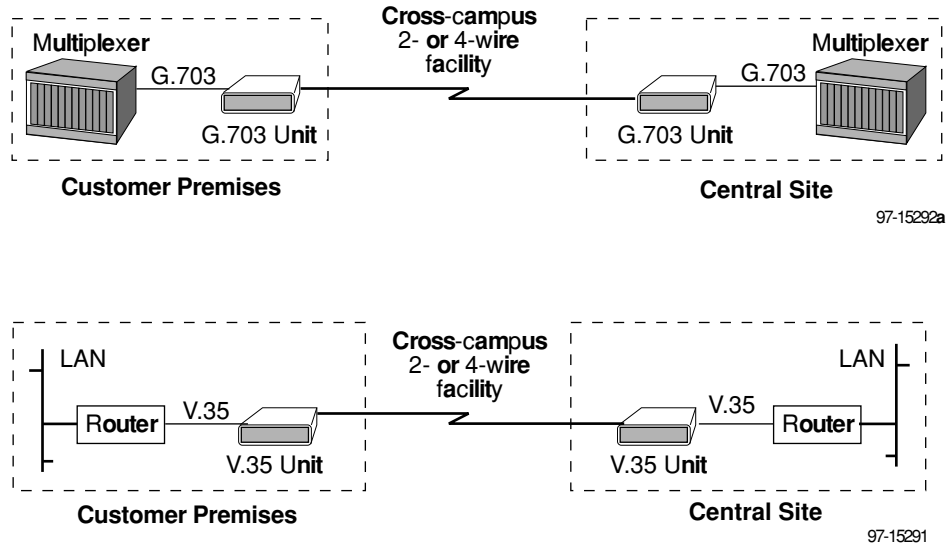 Cross-campus
2- or 4-wire
facility
Multiplexer
Multiplexer
G.703
G.703
G.703 Unit
G.703 Unit
Customer Premises
Central Site
97-15292a
Cross-campus
2- or 4-wire
facility
LAN
LAN
V.35
V.35
Router
Router
V.35 Unit
V.35 Unit
Customer Premises
Central Site
97-15291